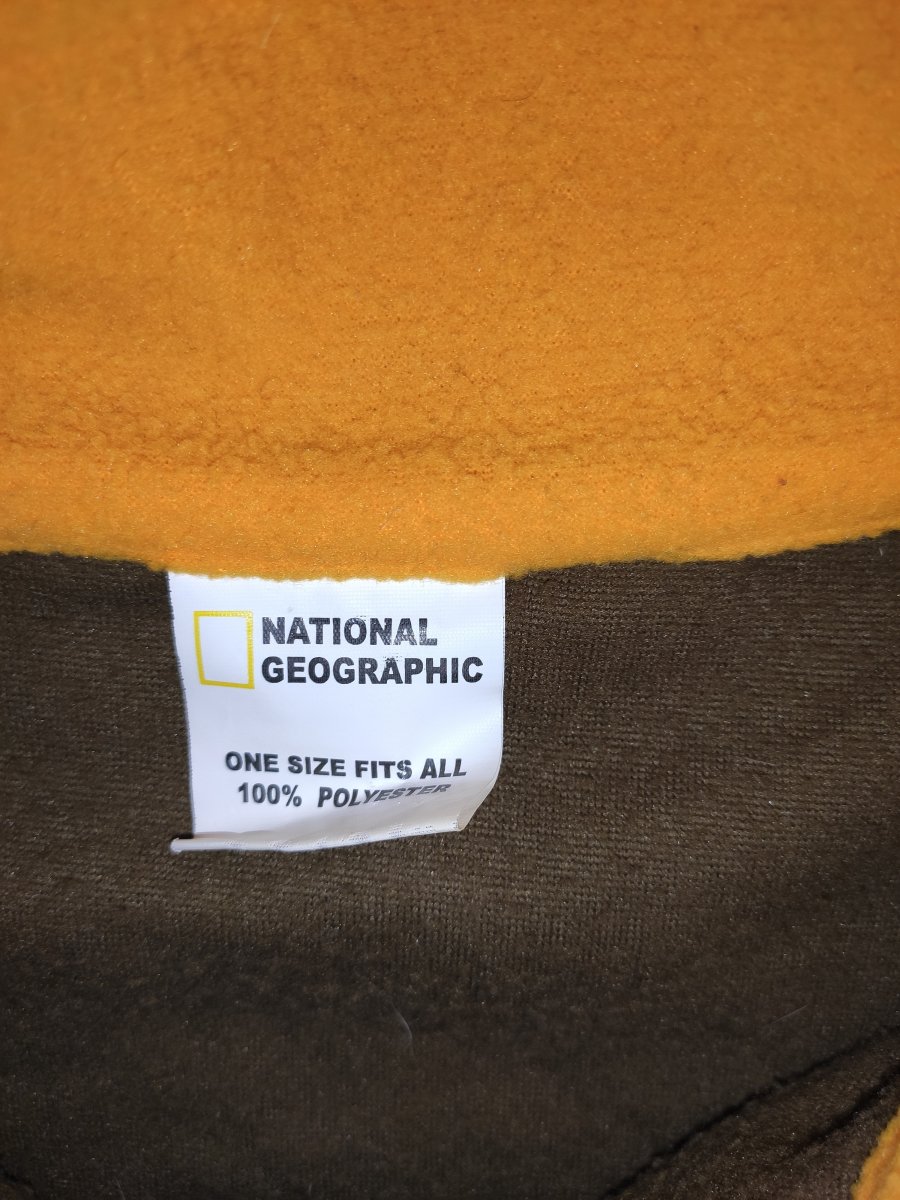 NATIONAL
GEOGRAPHIC
ONE SIZE FITS ALL
100% POLYESTER